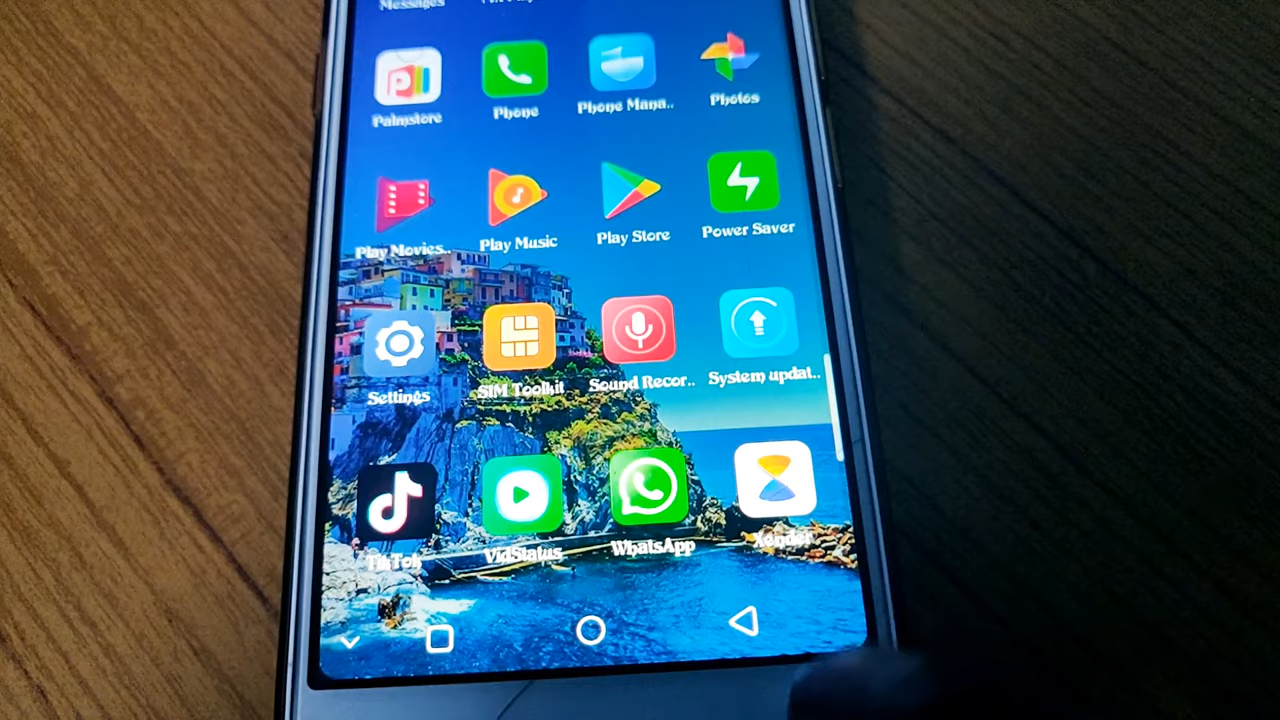 Messages
Palmstore
Phone
Phone Mana..
Photos
Play Movies..
Play Music
Play Store
Power Saver
Settings
SIM Toolkit
Sound Recor..
System updat..
TikTok
VidStatus
WhatsApp
Xender